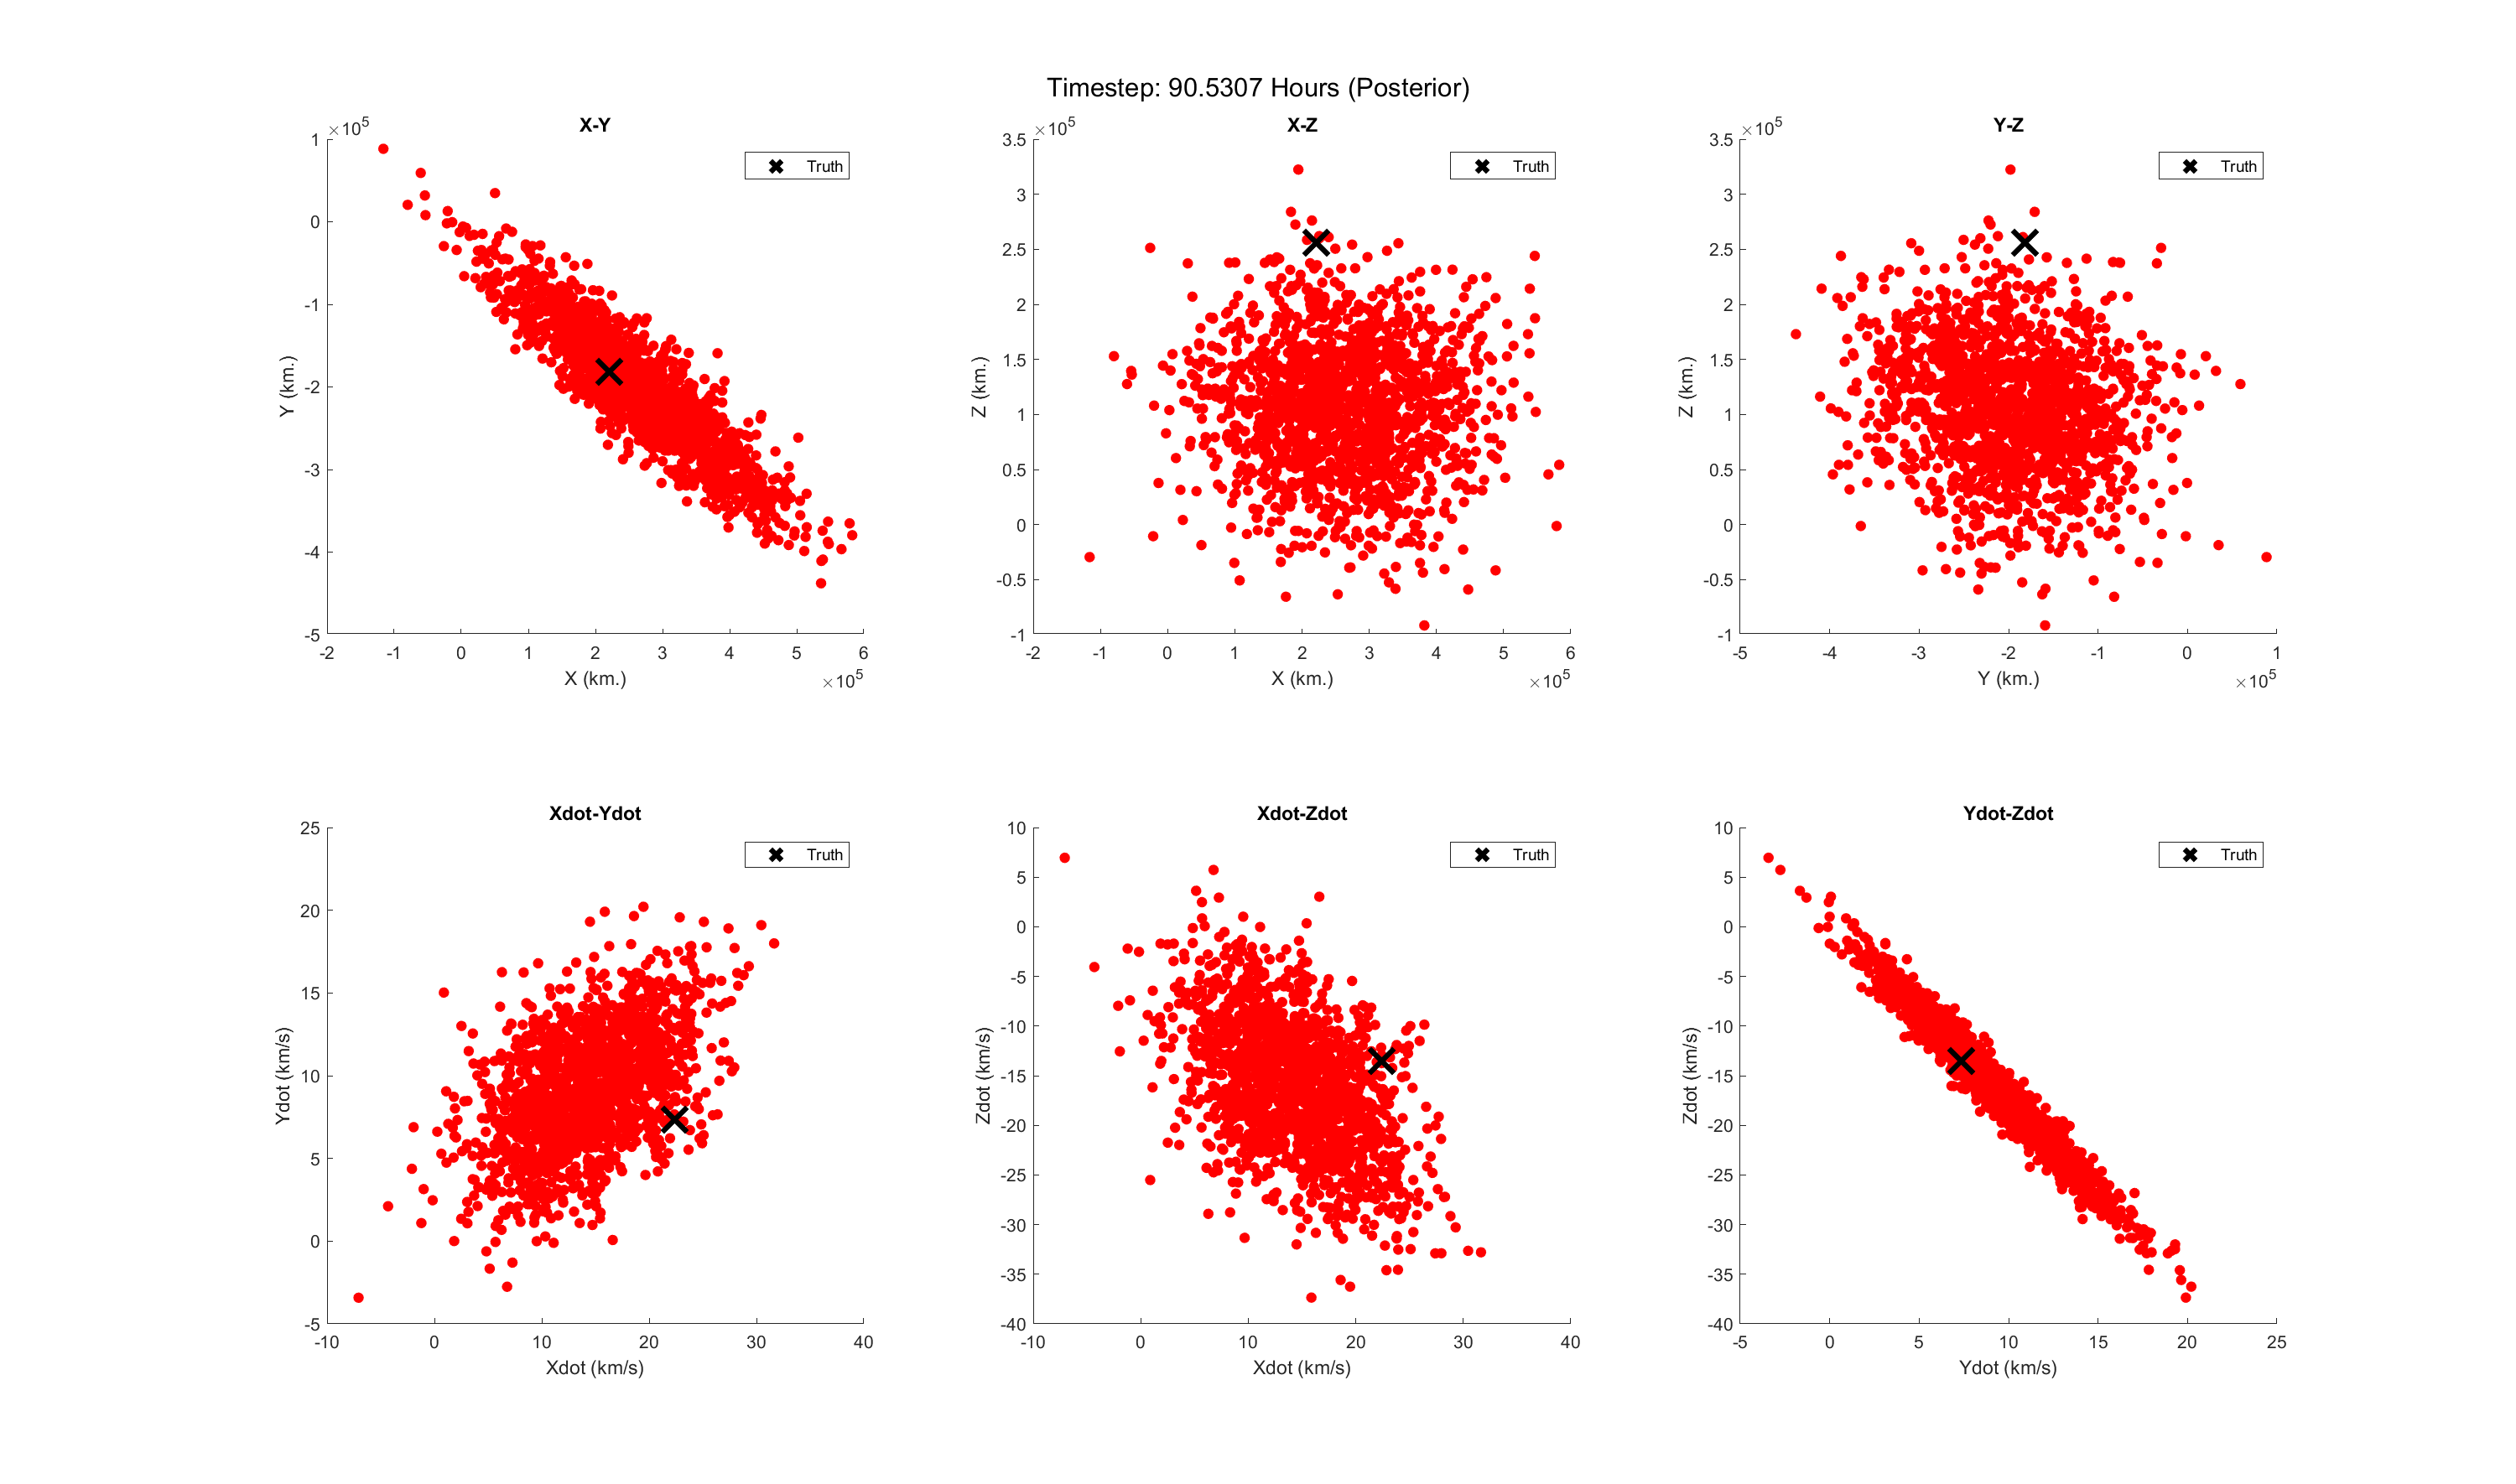 Timestep: 90.5307 Hours (Posterior)
X-Y
×10^5
1
0
-1
-2
-3
-4
-5
Y (km.)
-2 -1 0 1 2 3 4 5 6
X (km.)
×10^5
Truth
X-Z
×10^5
3.5
3
2.5
2
1.5
1
0.5
0
-0.5
-1
Z (km.)
-2 -1 0 1 2 3 4 5 6
X (km.)
×10^5
Truth
Y-Z
×10^5
3.5
3
2.5
2
1.5
1
0.5
0
-0.5
-1
Z (km.)
-5 -4 -3 -2 -1 0 1
Y (km.)
×10^5
Truth
Xdot-Ydot
25
20
15
10
5
0
-5
Ydot (km/s)
-10 0 10 20 30 40
Xdot (km/s)
Truth
Xdot-Zdot
10
5
0
-5
-10
-15
-20
-25
-30
-35
-40
Zdot (km/s)
-10 0 10 20 30 40
Xdot (km/s)
Truth
Ydot-Zdot
10
5
0
-5
-10
-15
-20
-25
-30
-35
-40
Zdot (km/s)
-5 0 5 10 15 20 25
Ydot (km/s)
Truth